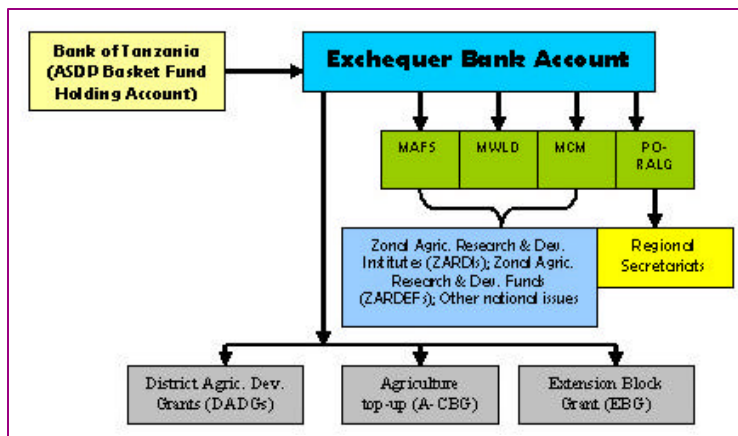 Bank of Tanzania
(ASDP Basket Fund
Holding Account)
Exchequer Bank Account
MAFS
MWLD
MCM
PO-
RALG
Zonal Agric. Research & Dev.
Institutes (ZARDIs); Zonal Agric.
Research & Dev. Funds
(ZARDEFs); Other national issues
Regional
Secretariats
District Agric. Dev.
Grants (DADGs)
Agriculture
top-up (A-CBG)
Extension Block
Grant (EBG)